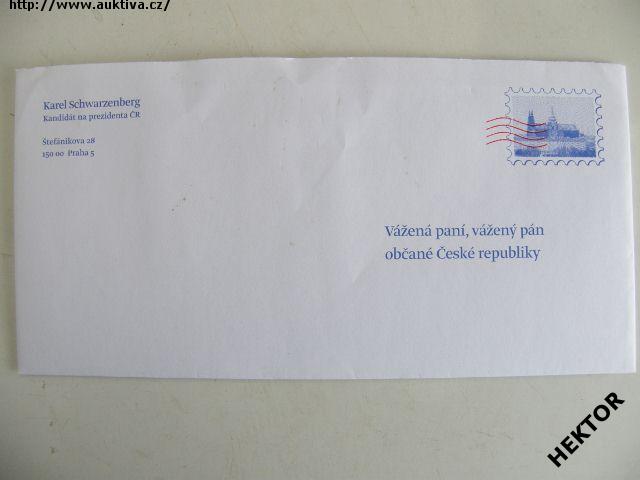 http://www.auktiva.cz/
Karel Schwarzenberg
Kandidát na prezidenta ČR
Štefánikova 28
150 00 Praha 5
Vážená paní, vážený pán
občané České republiky
HEKTOR